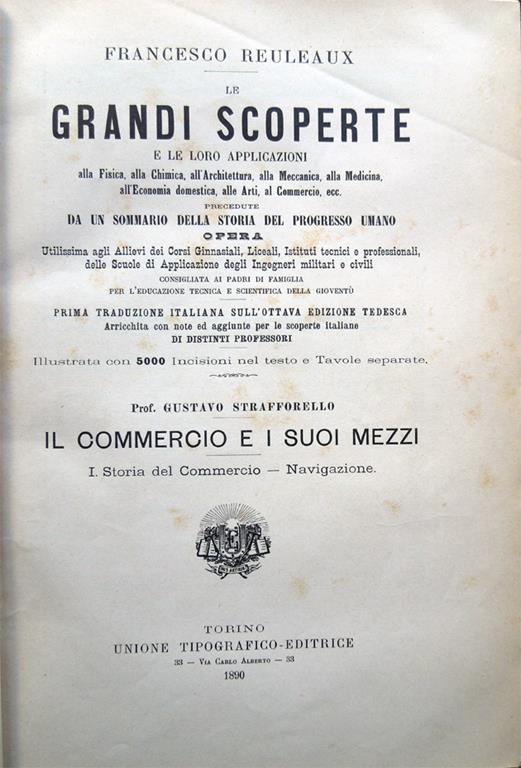 FRANCESCO REULEAUX
LE
GRANDI SCOPERTE
E LE LORO APPLICAZIONI
alla Fisica, alla Chimica, all'Architettura, alla Meccanica, alla Medicina,
all'Economia domestica, alle Arti, al Commercio, ecc.
PRECEDUTE
DA UN SOMMARIO DELLA STORIA DEL PROGRESSO UMANO
OPERA
Utilissima agli Allievi dei Corsi Ginnasiali, Liceali, Istituti tecnici e professionali,
delle Scuole di Applicazione degli Ingegneri militari e civili
CONSIGLIATA AI PADRI DI FAMIGLIA
PER L'EDUCAZIONE TECNICA E SCIENTIFICA DELLA GIOVENTÙ
PRIMA TRADUZIONE ITALIANA SULL'OTTAVA EDIZIONE TEDESCA
Arricchita con note ed aggiunte per le scoperte italiane
DI DISTINTI PROFESSORI
Illustrata con 5000 Incisioni nel testo e Tavole separate.
Prof. GUSTAVO STRAFFORELLO
IL COMMERCIO E I SUOI MEZZI
I. Storia del Commercio — Navigazione.
TORINO
UNIONE TIPOGRAFICO-EDITRICE
33 — VIA CARLO ALBERTO — 33
1890